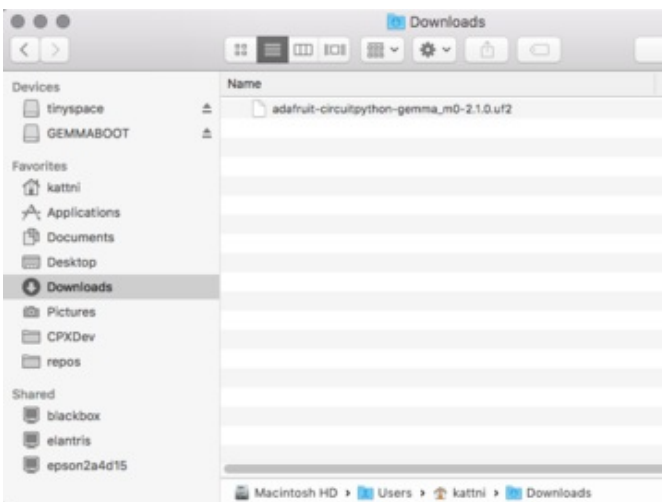 Downloads
Devices
tinyspace
GEMMABOOT
Favorites
kattni
Applications
Documents
Desktop
Downloads
Pictures
CPXDev
repos
Shared
blackbox
elantris
epson2a4d15
Name
adafruit-circuitpython-gemma_m0-2.1.0.uf2
Macintosh HD › Users › kattni › Downloads